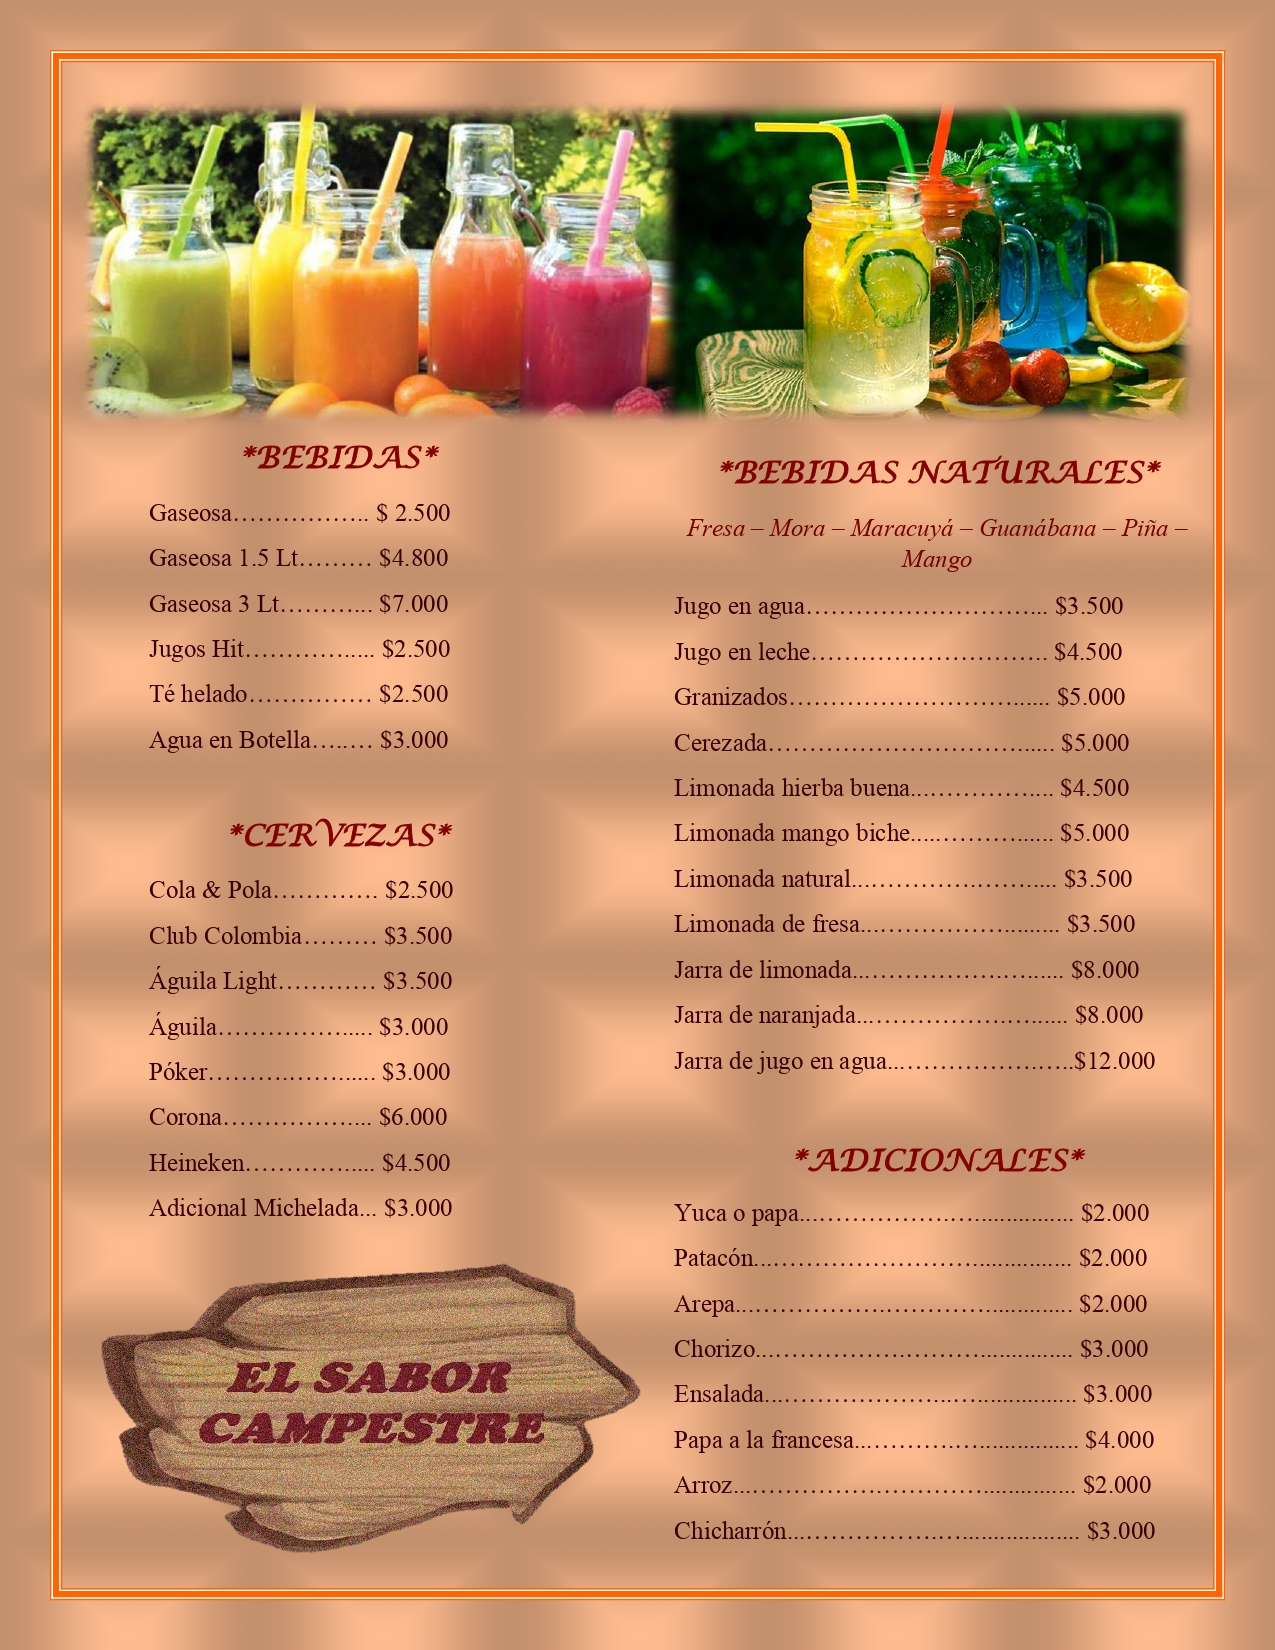 *BEBIDAS*
Gaseosa…………….. $ 2.500
Gaseosa 1.5 Lt……… $4.800
Gaseosa 3 Lt………... $7.000
Jugos Hit…………..... $2.500
Té helado…………… $2.500
Agua en Botella…..… $3.000
*CERVEZAS*
Cola & Pola…………. $2.500
Club Colombia……… $3.500
Águila Light………… $3.500
Águila……………..... $3.000
Póker……….……...... $3.000
Corona…………….... $6.000
Heineken…………..... $4.500
Adicional Michelada... $3.000
EL SABOR
CAMPESTRE
*BEBIDAS NATURALES*
Fresa – Mora – Maracuyá – Guanábana – Piña –
Mango
Jugo en agua………………………... $3.500
Jugo en leche……………………….. $4.500
Granizados………………………...... $5.000
Cerezada…………………………...... $5.000
Limonada hierba buena...………….... $4.500
Limonada mango biche....………...... $5.000
Limonada natural...………….……..... $3.500
Limonada de fresa...……………......... $3.500
Jarra de limonada...…………….…...... $8.000
Jarra de naranjada...…………….…...... $8.000
Jarra de jugo en agua...…………….…..$12.000
*ADICIONALES*
Yuca o papa...…………….…............... $2.000
Patacón...……………………............... $2.000
Arepa...…………….…………............. $2.000
Chorizo...…………….……............... $3.000
Ensalada...…………….……............... $3.000
Papa a la francesa...……….…............... $4.000
Arroz...…………….…………............... $2.000
Chicharrón...…………….….................. $3.000